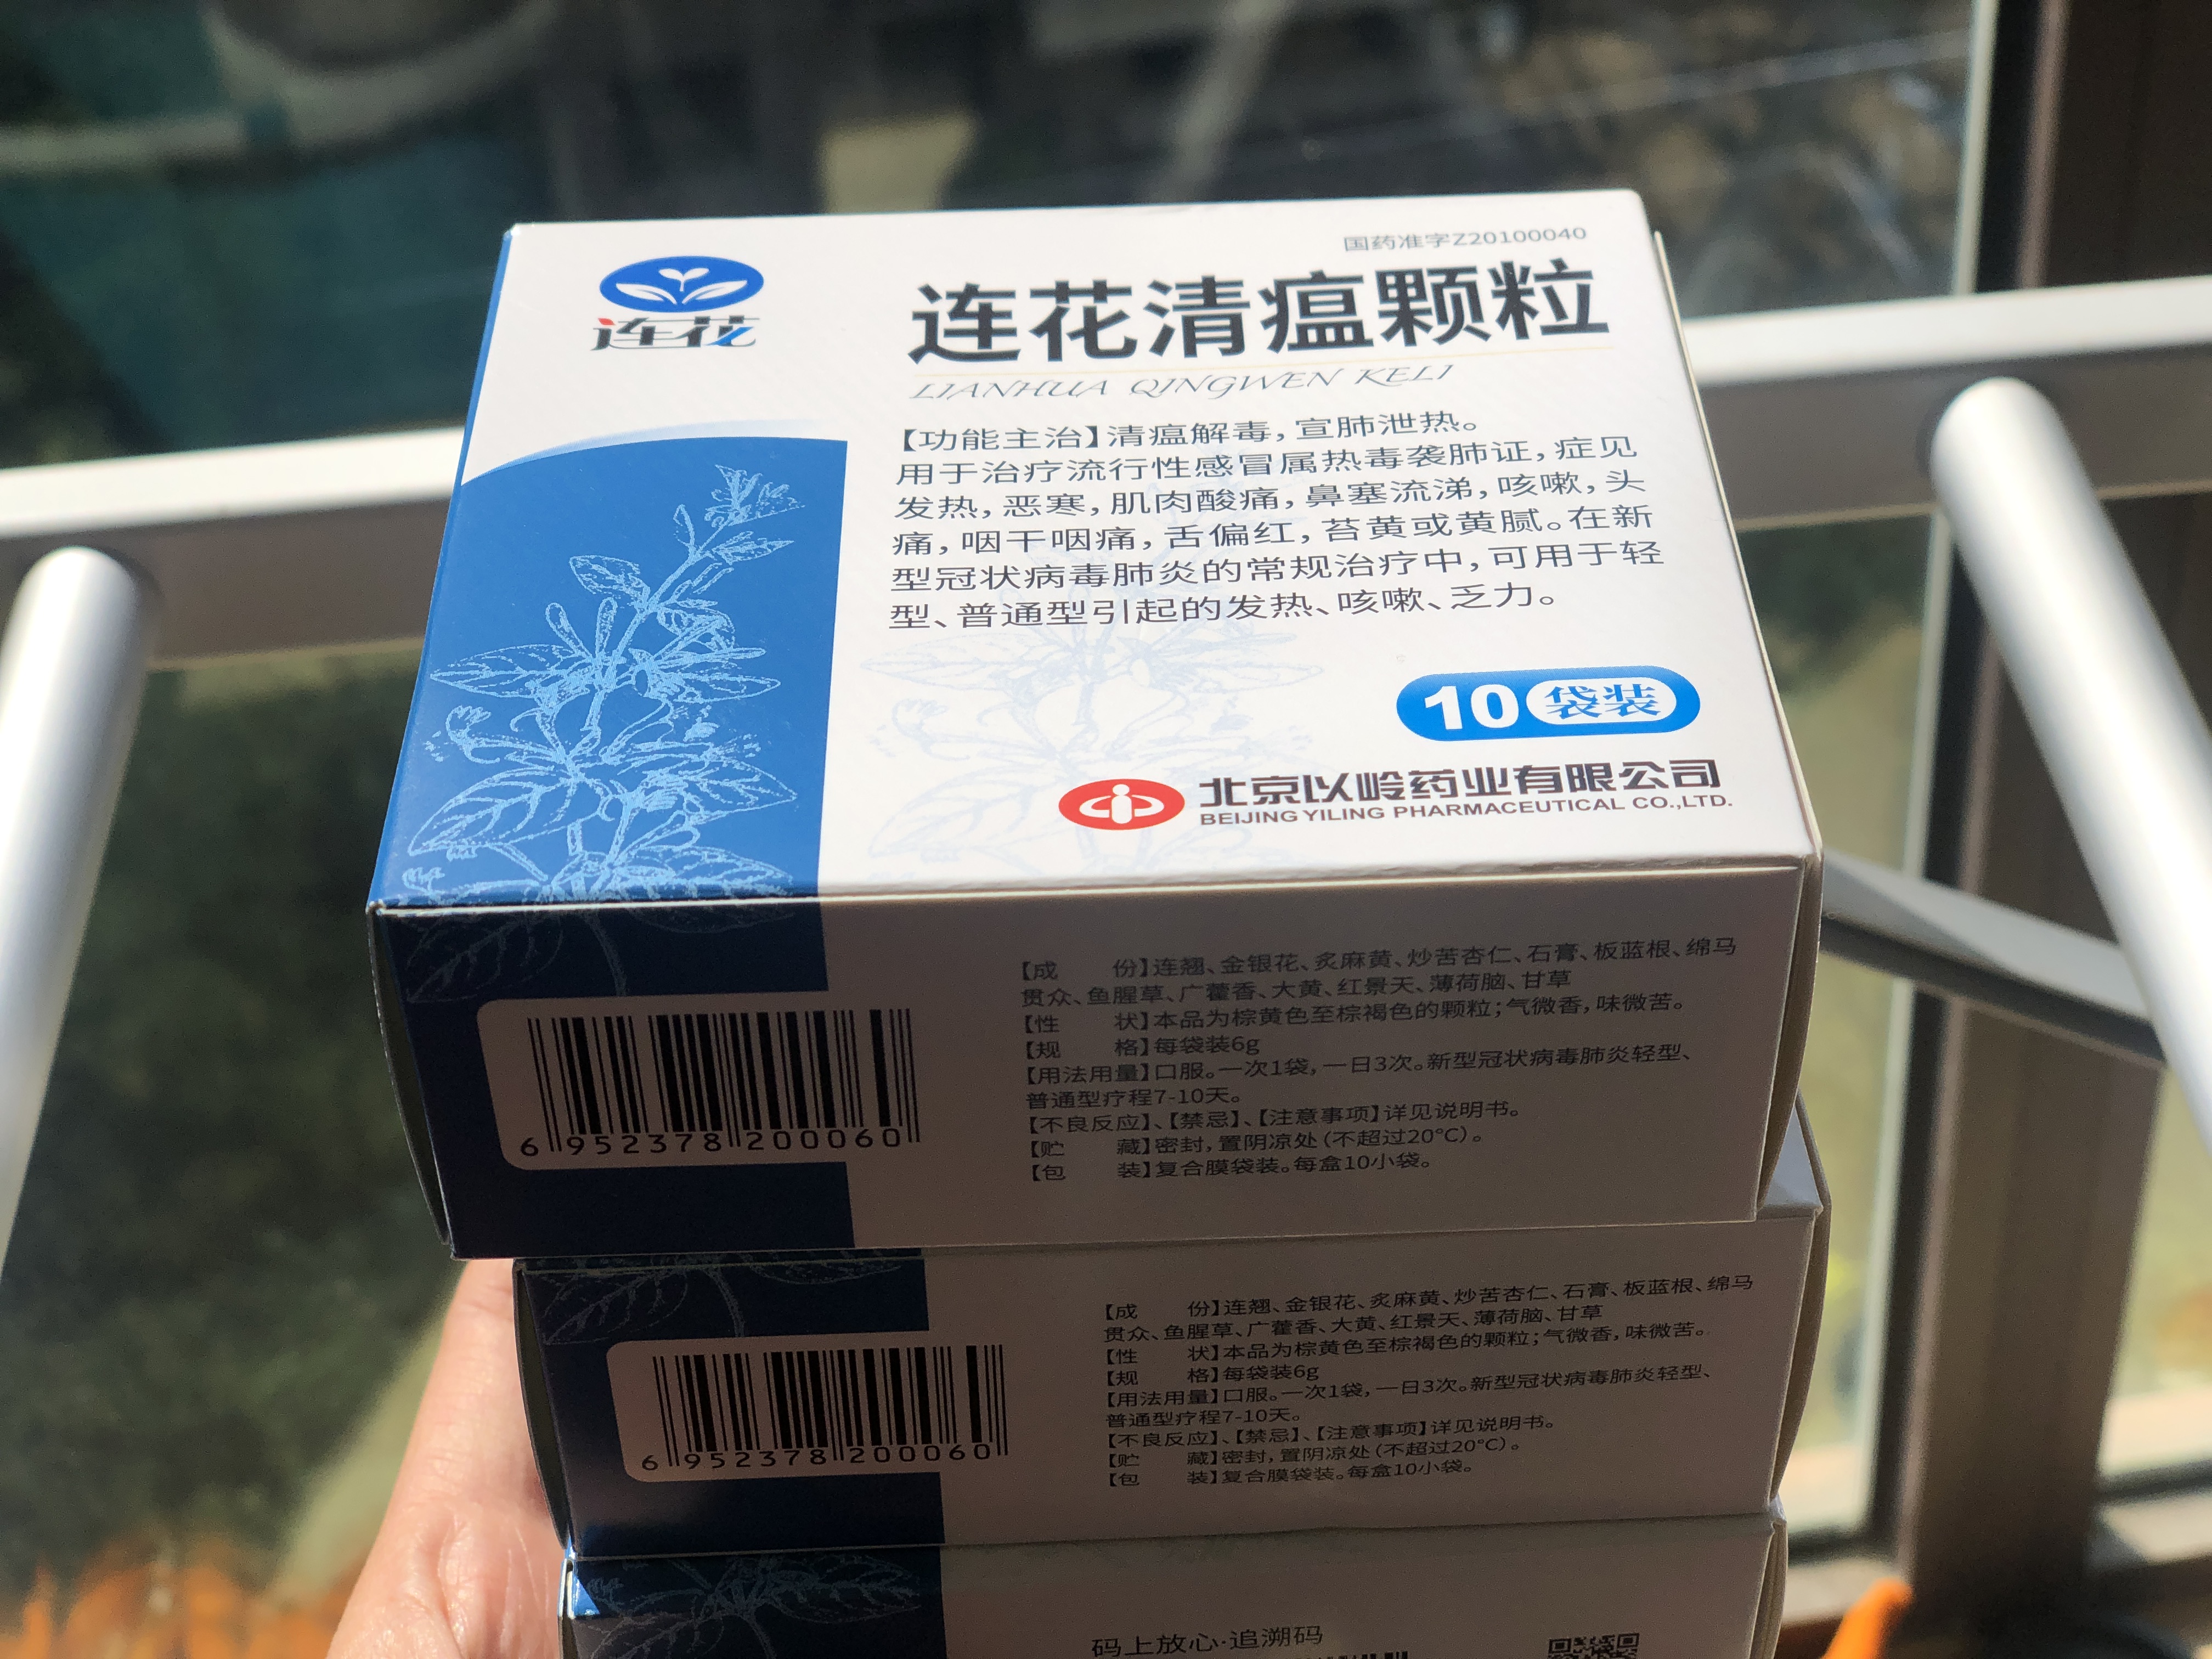 国药准字Z20100040
连花
连花清瘟颗粒
LIANHUA QINGWEN KELI
【功能主治】清瘟解毒,宣肺泄热。
用于治疗流行性感冒属热毒袭肺证,症见
发热,恶寒,肌肉酸痛,鼻塞流涕,咳嗽,头
痛,咽干咽痛,舌偏红,苔黄或黄腻。在新
型冠状病毒肺炎的常规治疗中,可用于轻
型、普通型引起的发热、咳嗽、乏力。
10袋装
北京以岭药业有限公司
BEIJING YILING PHARMACEUTICAL CO.,LTD.
【成 份】连翘、金银花、炙麻黄、炒苦杏仁、石膏、板蓝根、绵马
贯众、鱼腥草、广藿香、大黄、红景天、薄荷脑、甘草
【性 状】本品为棕黄色至棕褐色的颗粒;气微香,味微苦。
【规 格】每袋装6g
【用法用量】口服。一次1袋,一日3次。新型冠状病毒肺炎轻型、
普通型疗程7-10天。
【不良反应】、【禁忌】、【注意事项】详见说明书。
【贮 藏】密封,置阴凉处(不超过20°C)。
【包 装】复合膜袋装。每盒10小袋。
6 952378 200060
【成 份】连翘、金银花、炙麻黄、炒苦杏仁、石膏、板蓝根、绵马
贯众、鱼腥草、广藿香、大黄、红景天、薄荷脑、甘草
【性 状】本品为棕黄色至棕褐色的颗粒;气微香,味微苦。
【规 格】每袋装6g
【用法用量】口服。一次1袋,一日3次。新型冠状病毒肺炎轻型、
普通型疗程7-10天。
【不良反应】、【禁忌】、【注意事项】详见说明书。
【贮 藏】密封,置阴凉处(不超过20°C)。
【包 装】复合膜袋装。每盒10小袋。
6 952378 200060
码上放心·追溯码